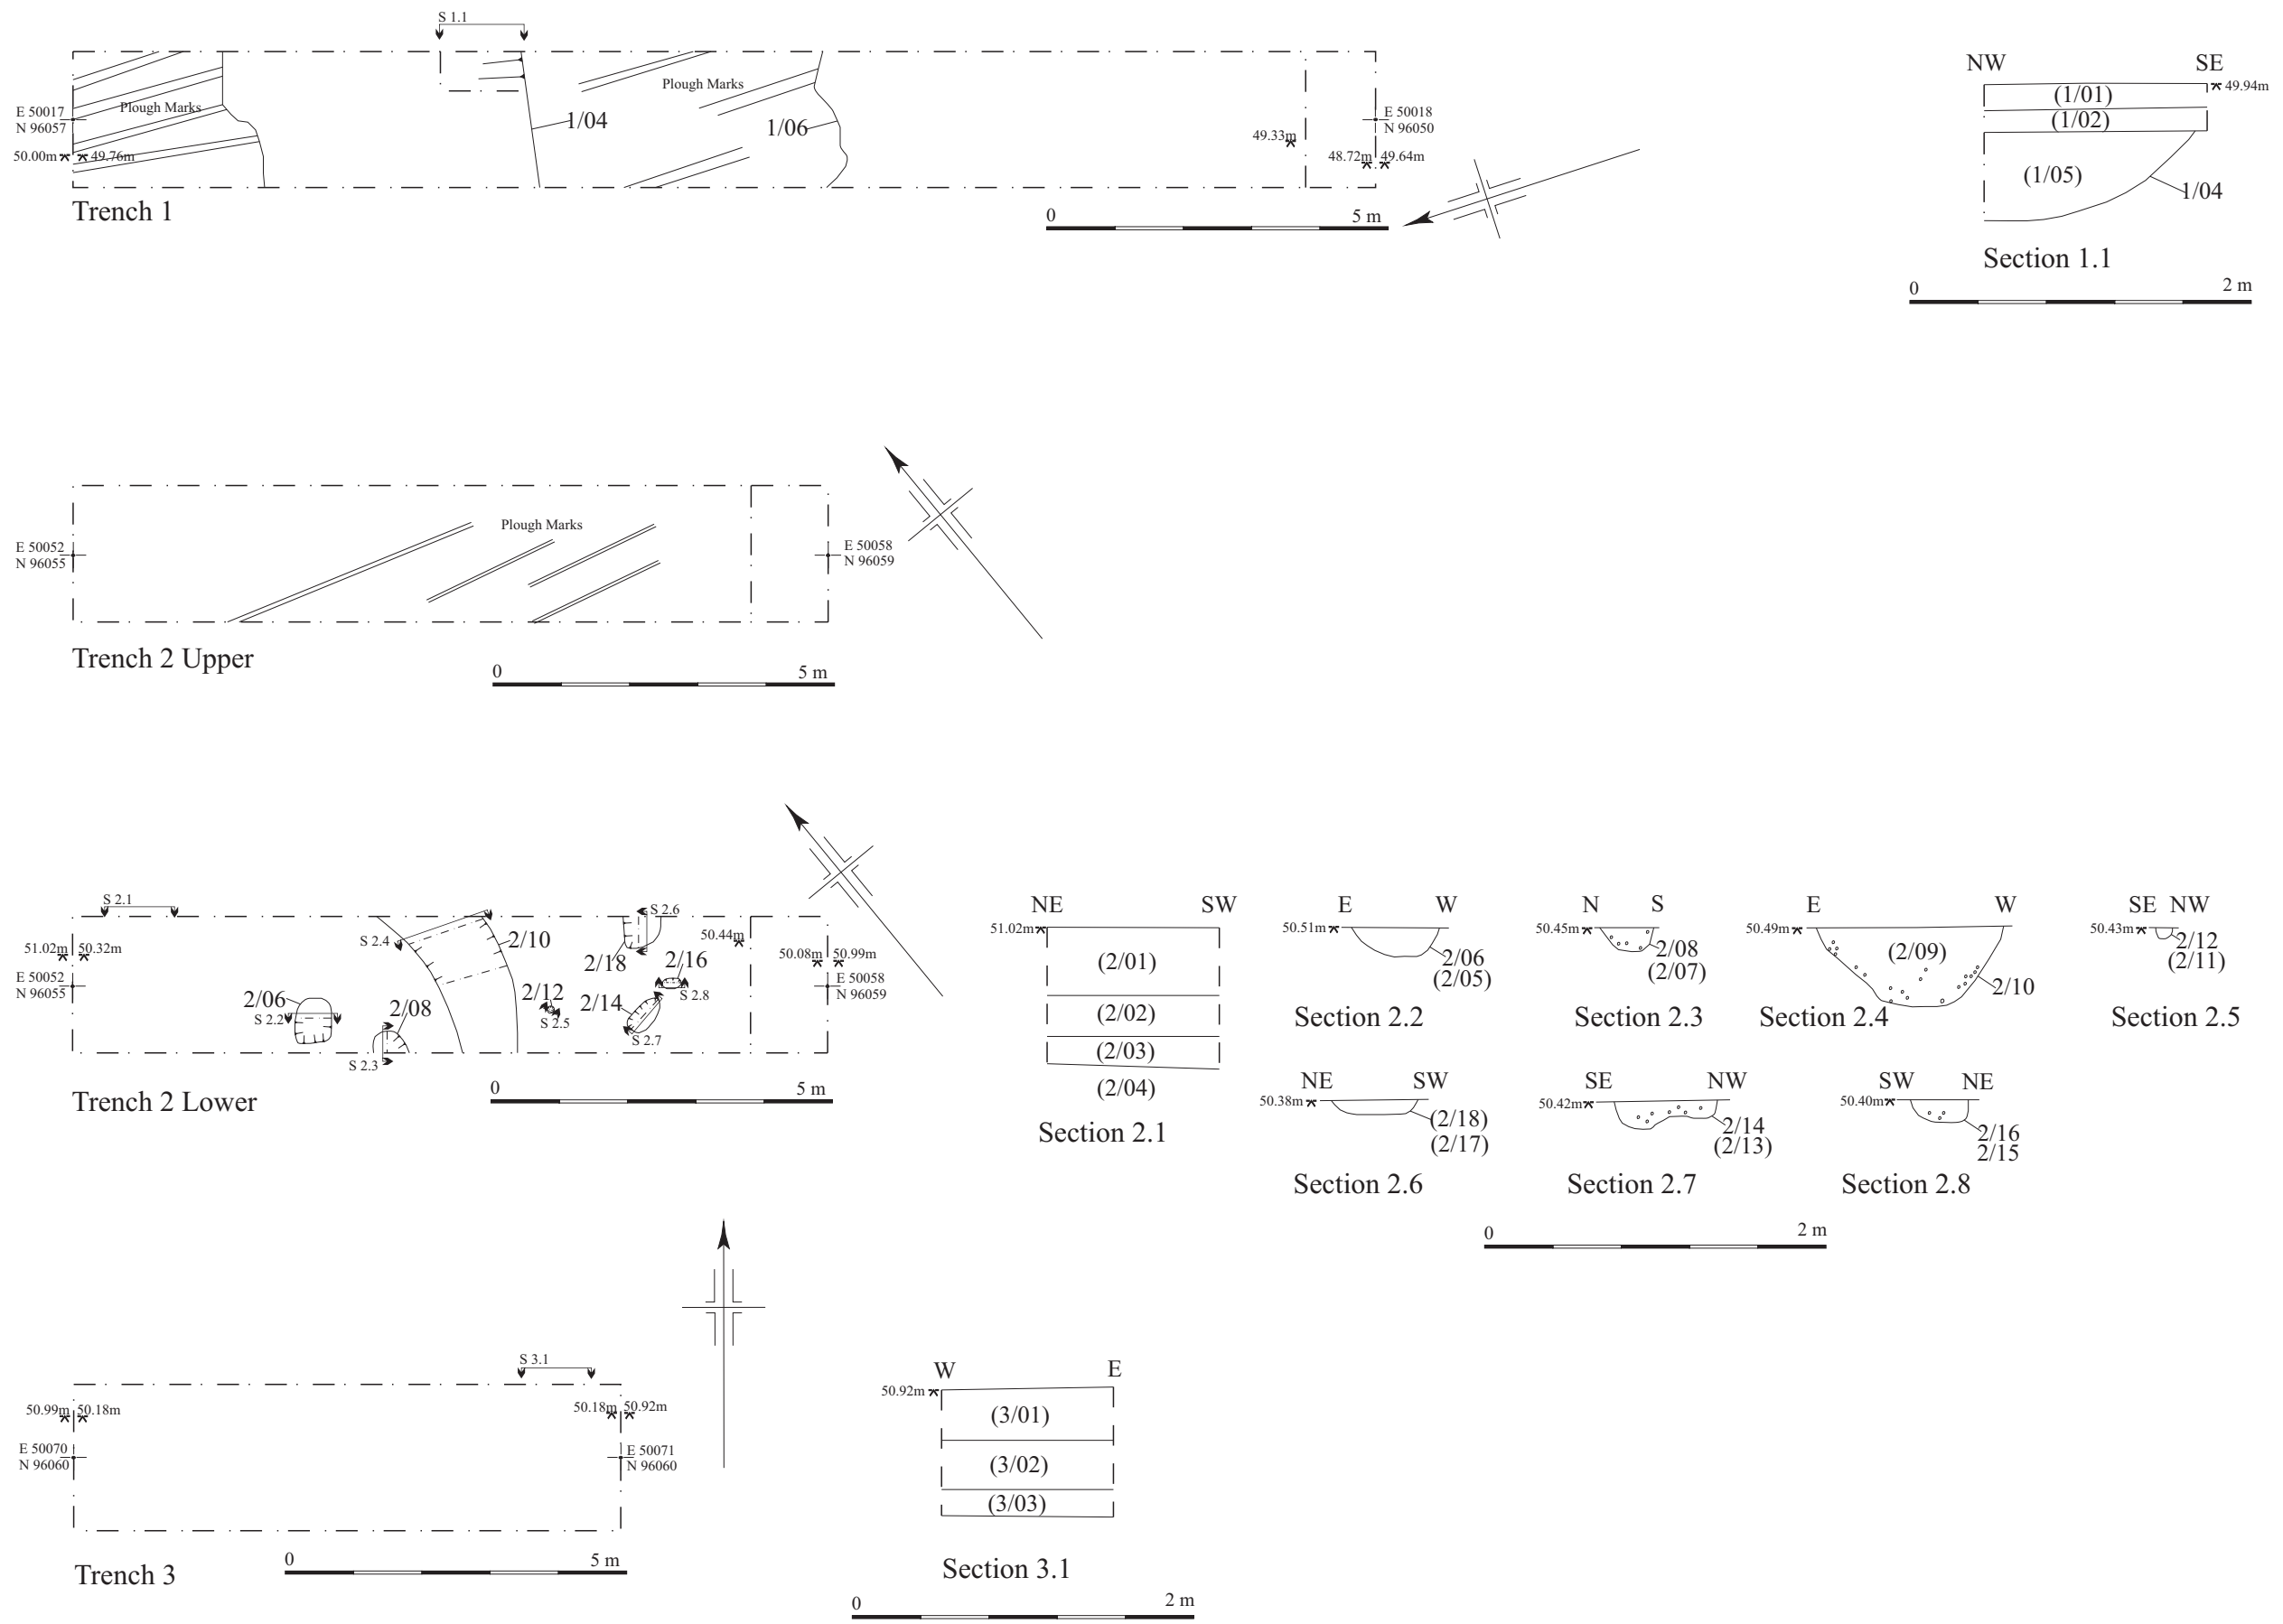 S 1.1
Plough Marks
Plough Marks
E 50017
N 96057
50.00m
49.76m
1/04
1/06
49.33m
E 50018
N 96050
48.72m
49.64m
Trench 1
0
5 m
NW
SE
49.94m
(1/01)
(1/02)
(1/05)
1/04
Section 1.1
0
2 m
Plough Marks
E 50052
N 96055
E 50058
N 96059
Trench 2 Upper
0
5 m
S 2.1
51.02m
50.32m
E 50052
N 96055
2/06
S 2.2
2/08
S 2.3
S 2.4
2/10
2/12
S 2.5
2/18
S 2.6
2/16
S 2.8
2/14
S 2.7
50.44m
50.08m
50.99m
E 50058
N 96059
Trench 2 Lower
0
5 m
NE
SW
51.02m
(2/01)
(2/02)
(2/03)
(2/04)
Section 2.1
E
W
50.51m
2/06
(2/05)
Section 2.2
N
S
50.45m
2/08
(2/07)
Section 2.3
E
W
50.49m
(2/09)
2/10
Section 2.4
SE
NW
50.43m
2/12
(2/11)
Section 2.5
NE
SW
50.38m
(2/18)
(2/17)
Section 2.6
SE
NW
50.42m
2/14
(2/13)
Section 2.7
SW
NE
50.40m
2/16
2/15
Section 2.8
0
2 m
S 3.1
50.99m
50.18m
50.18m
50.92m
E 50070
N 96060
E 50071
N 96060
Trench 3
0
5 m
W
E
50.92m
(3/01)
(3/02)
(3/03)
Section 3.1
0
2 m